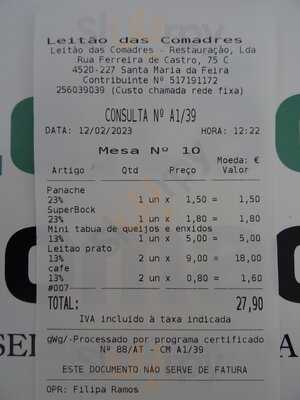 Leitão das Comadres
Leitão das Comadres - Restauração, Lda
Rua Ferreira de Castro, 75 C
4520-227 Santa Maria da Feira
Contribuinte Nº 517191172
256039039 (Custo chamada rede fixa)
CONSULTA Nº A1/39
DATA: 12/02/2023 HORA: 12:22
Mesa Nº 10
Moeda: €
Artigo Qtd Preço Valor
Panache
23% 1 un x 1,50 = 1,50
SuperBock
23% 1 un x 1,80 = 1,80
Mini tabua de queijos e enxidos
13% 1 un x 5,00 = 5,00
Leitao prato
13% 2 un x 9,00 = 18,00
cafe
13% 2 un x 0,80 = 1,60
#007
TOTAL: 27,90
IVA incluído à taxa indicada
gWg/-Processado por programa certificado
Nº 88/AT - CM A1/39
ESTE DOCUMENTO NÃO SERVE DE FATURA
OPR: Filipa Ramos